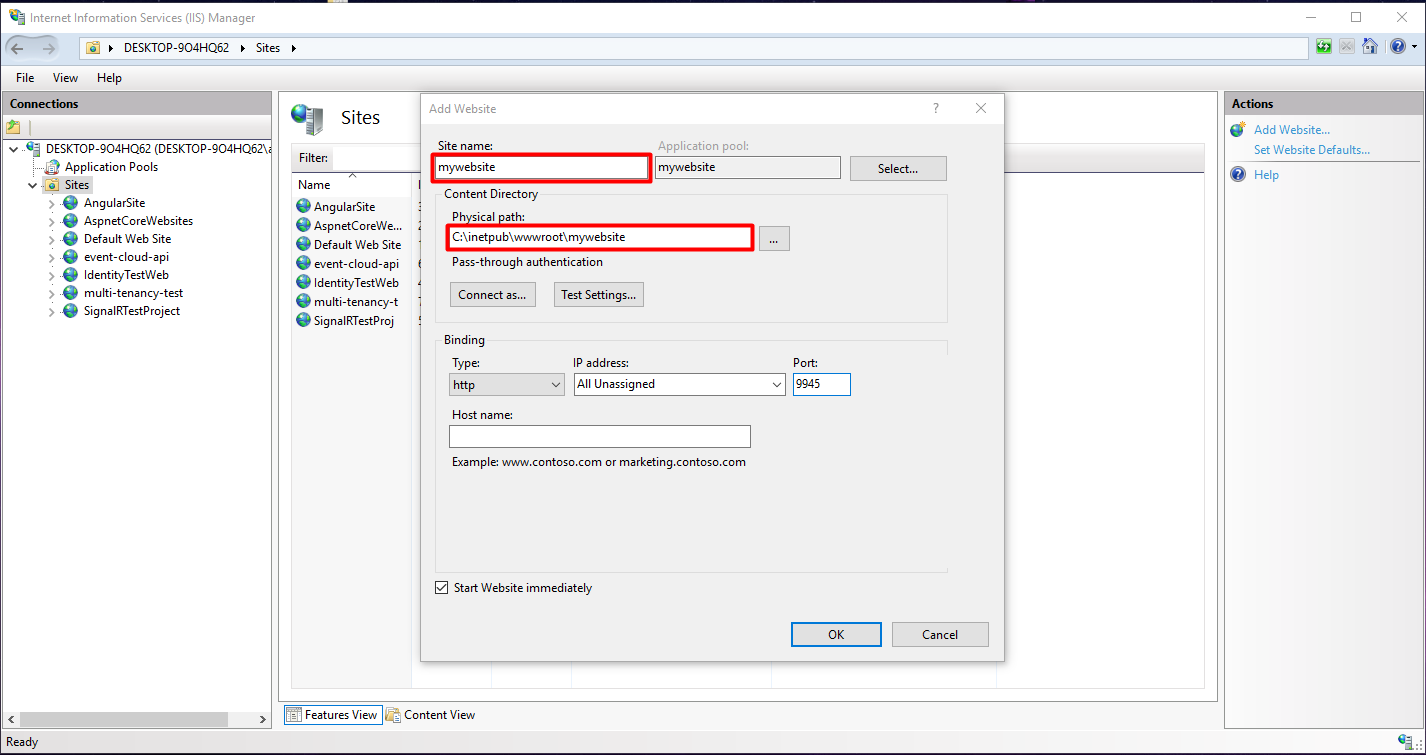 Internet Information Services (IIS) Manager
DESKTOP-9O4HQ62 Sites
File View Help
Connections
DESKTOP-9O4HQ62 (DESKTOP-9O4HQ62\a
Application Pools
Sites
AngularSite
AspnetCoreWebsites
Default Web Site
event-cloud-api
IdentityTestWeb
multi-tenancy-test
SignalRTestProject
Sites
Filter:
Name
AngularSite
AspnetCoreWe...
Default Web Site
event-cloud-api
IdentityTestWeb
multi-tenancy-t
SignalRTestProj
Add Website
?
Site name: Application pool:
mywebsite mywebsite Select...
Content Directory
Physical path:
C:\inetpub\wwwroot\mywebsite ...
Pass-through authentication
Connect as... Test Settings...
Binding
Type: IP address: Port:
http All Unassigned 9945
Host name:
Example: www.contoso.com or marketing.contoso.com
Start Website immediately
OK Cancel
Actions
Add Website...
Set Website Defaults...
Help
Features View Content View
Ready